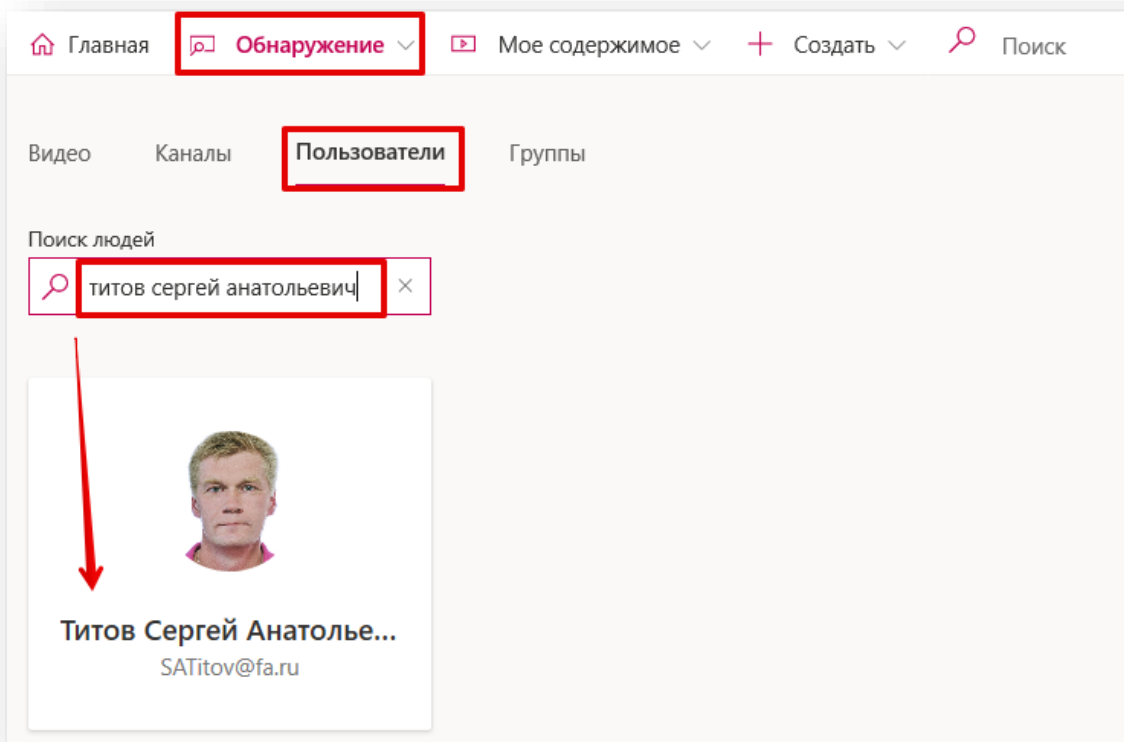 Главная Обнаружение Мое содержимое Создать Поиск
Видео Каналы Пользователи Группы
Поиск людей
титов сергей анатольевич
Титов Сергей Анатолье...
SATitov@fa.ru